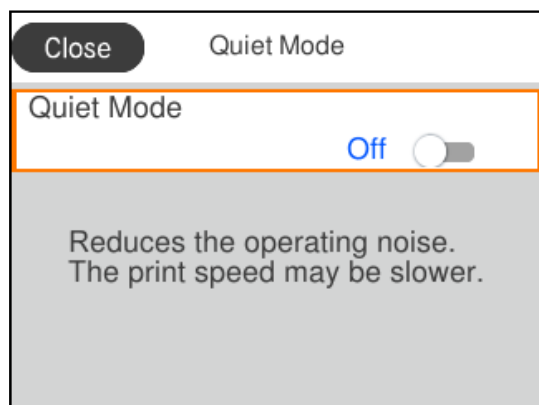 Close Quiet Mode
Quiet Mode
Off
Reduces the operating noise.
The print speed may be slower.